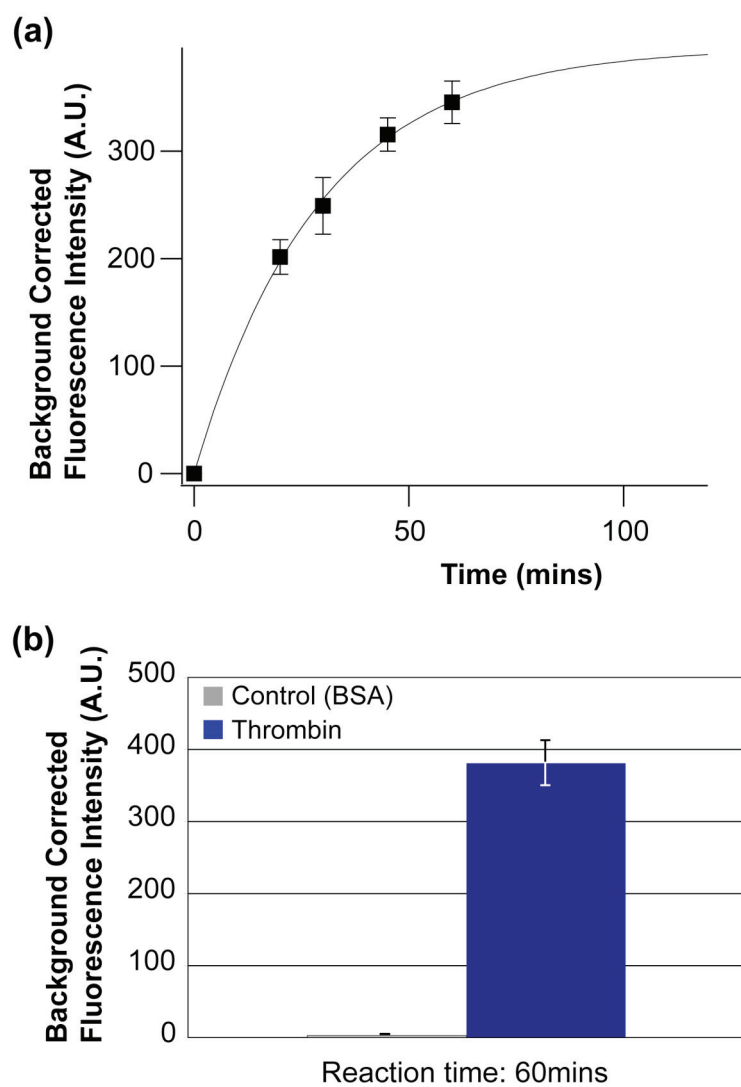 (a)
Background Corrected
Fluorescence Intensity (A.U.)
300
200
100
0
0
50
100
Time (mins)
(b)
Background Corrected
Fluorescence Intensity (A.U.)
500
400
300
200
100
0
Control (BSA)
Thrombin
Reaction time: 60mins